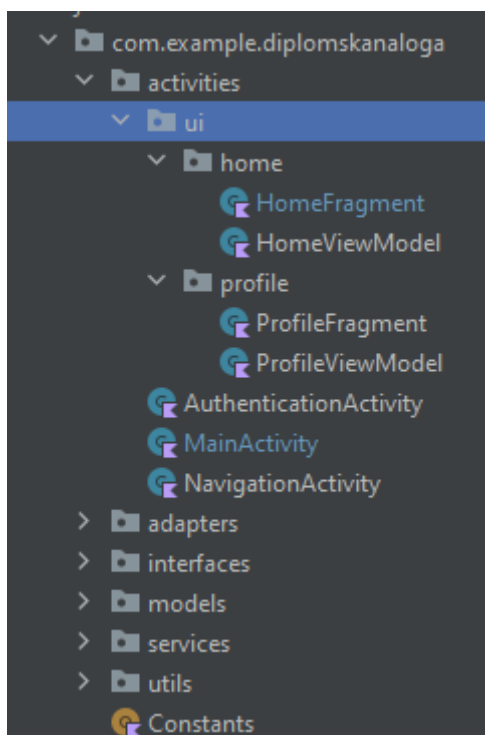 com.example.diplomskanaloga
activities
ui
home
HomeFragment
HomeViewModel
profile
ProfileFragment
ProfileViewModel
AuthenticationActivity
MainActivity
NavigationActivity
adapters
interfaces
models
services
utils
Constants